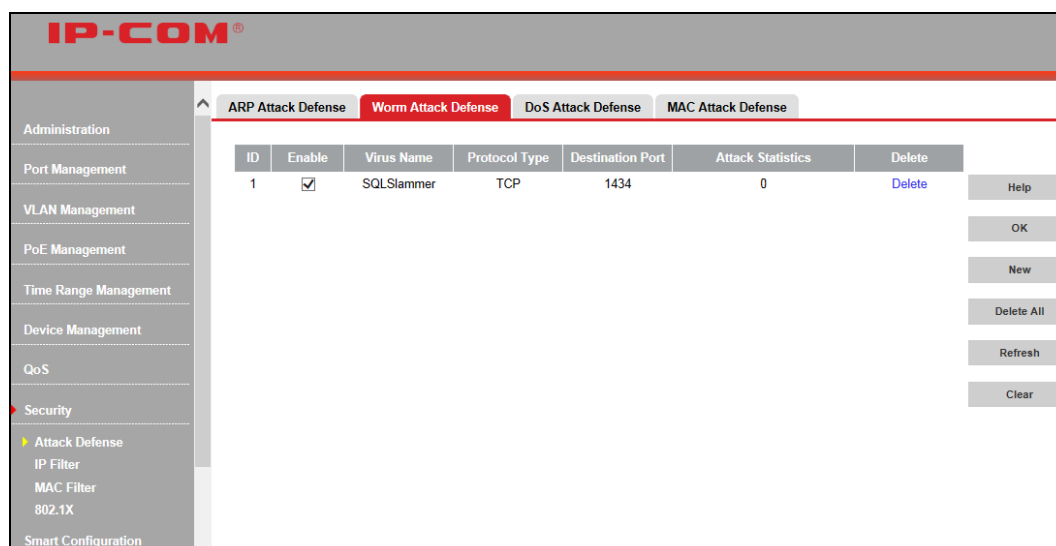 IP-COM®
ARP Attack Defense Worm Attack Defense DoS Attack Defense MAC Attack Defense
Administration
Port Management
VLAN Management
PoE Management
Time Range Management
Device Management
QoS
Security
Attack Defense
IP Filter
MAC Filter
802.1X
Smart Configuration
ID Enable Virus Name Protocol Type Destination Port Attack Statistics Delete
1 SQLSlammer TCP 1434 0 Delete
Help
OK
New
Delete All
Refresh
Clear